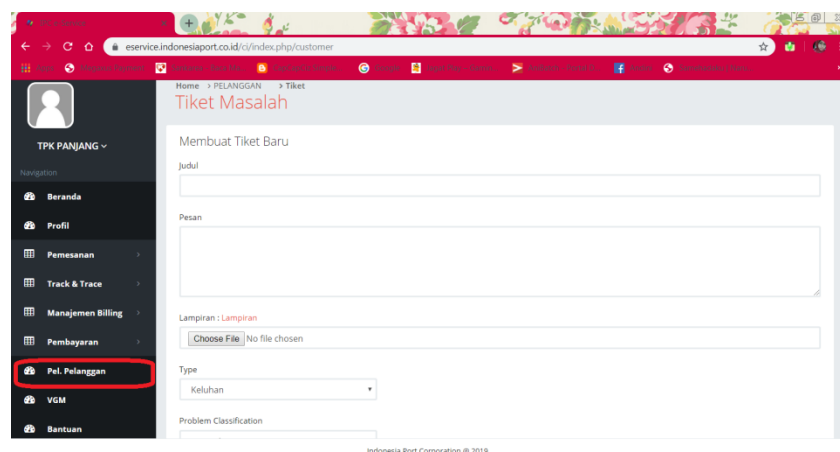 eservice.indonesiaport.co.id/ci/index.php/customer
Home > PELANGGAN > Tiket
Tiket Masalah
TPK PANJANG
Navigation
Beranda
Profil
Pemesanan
Track & Trace
Manajemen Billing
Pembayaran
Pel. Pelanggan
VGM
Bantuan
Membuat Tiket Baru
Judul
Pesan
Lampiran : Lampiran
Choose File No file chosen
Type
Keluhan
Problem Classification
Indonesia Port Corporation @ 2019